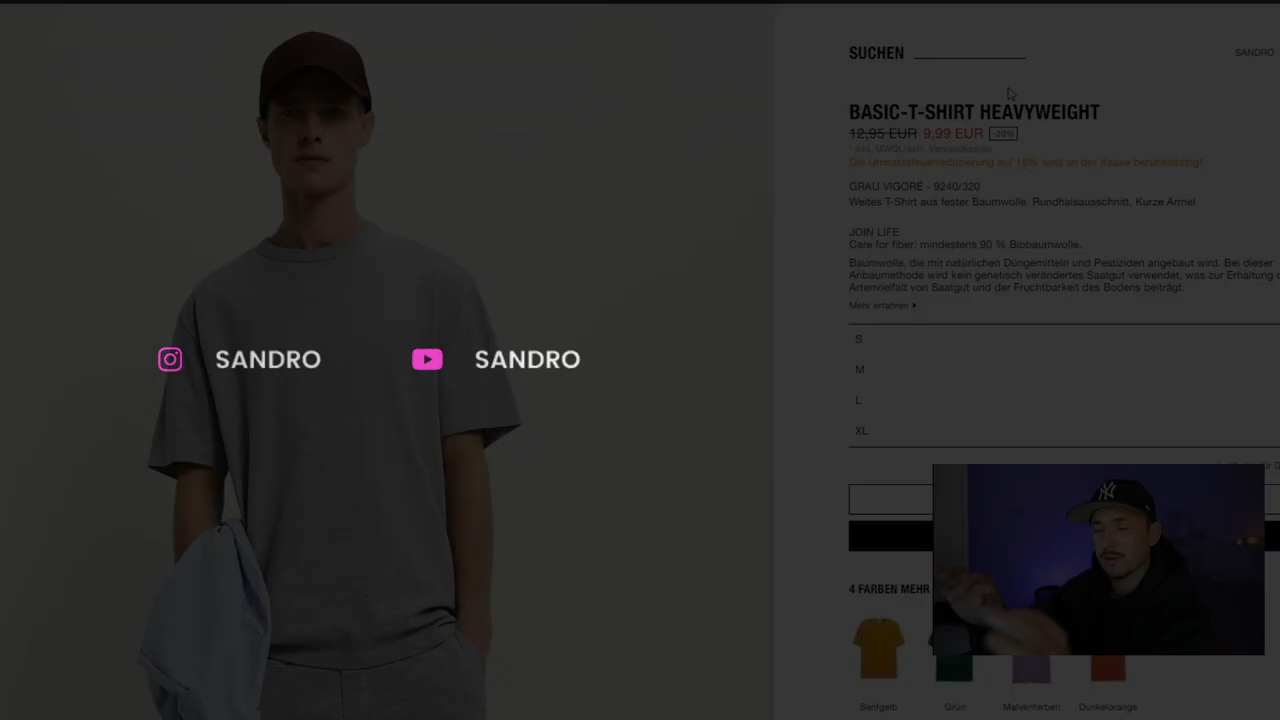 SUCHEN
SANDRO
BASIC-T-SHIRT HEAVYWEIGHT
12,95 EUR 9,99 EUR -20%
* Inkl. MWSt./exkl. Versandkosten
Die Umsatzsteuerreduzierung auf 16% wird an der Kasse berücksichtigt
GRAU VIGORÉ - 9240/320
Weites T-Shirt aus fester Baumwolle. Rundhalsausschnitt, Kurze Ärmel.
JOIN LIFE
Care for fiber: mindestens 90 % Biobaumwolle.
Baumwolle, die mit natürlichen Düngemitteln und Pestiziden angebaut wird. Bei dieser
Anbaumethode wird kein genetisch verändertes Saatgut verwendet, was zur Erhaltung
Artenvielfalt von Saatgut und der Fruchtbarkeit des Bodens beiträgt.
Mehr erfahren
S
SANDRO SANDRO
M
L
XL
4 FARBEN MEHR
Senfgelb Grün Malvenfarben Dunkelorange